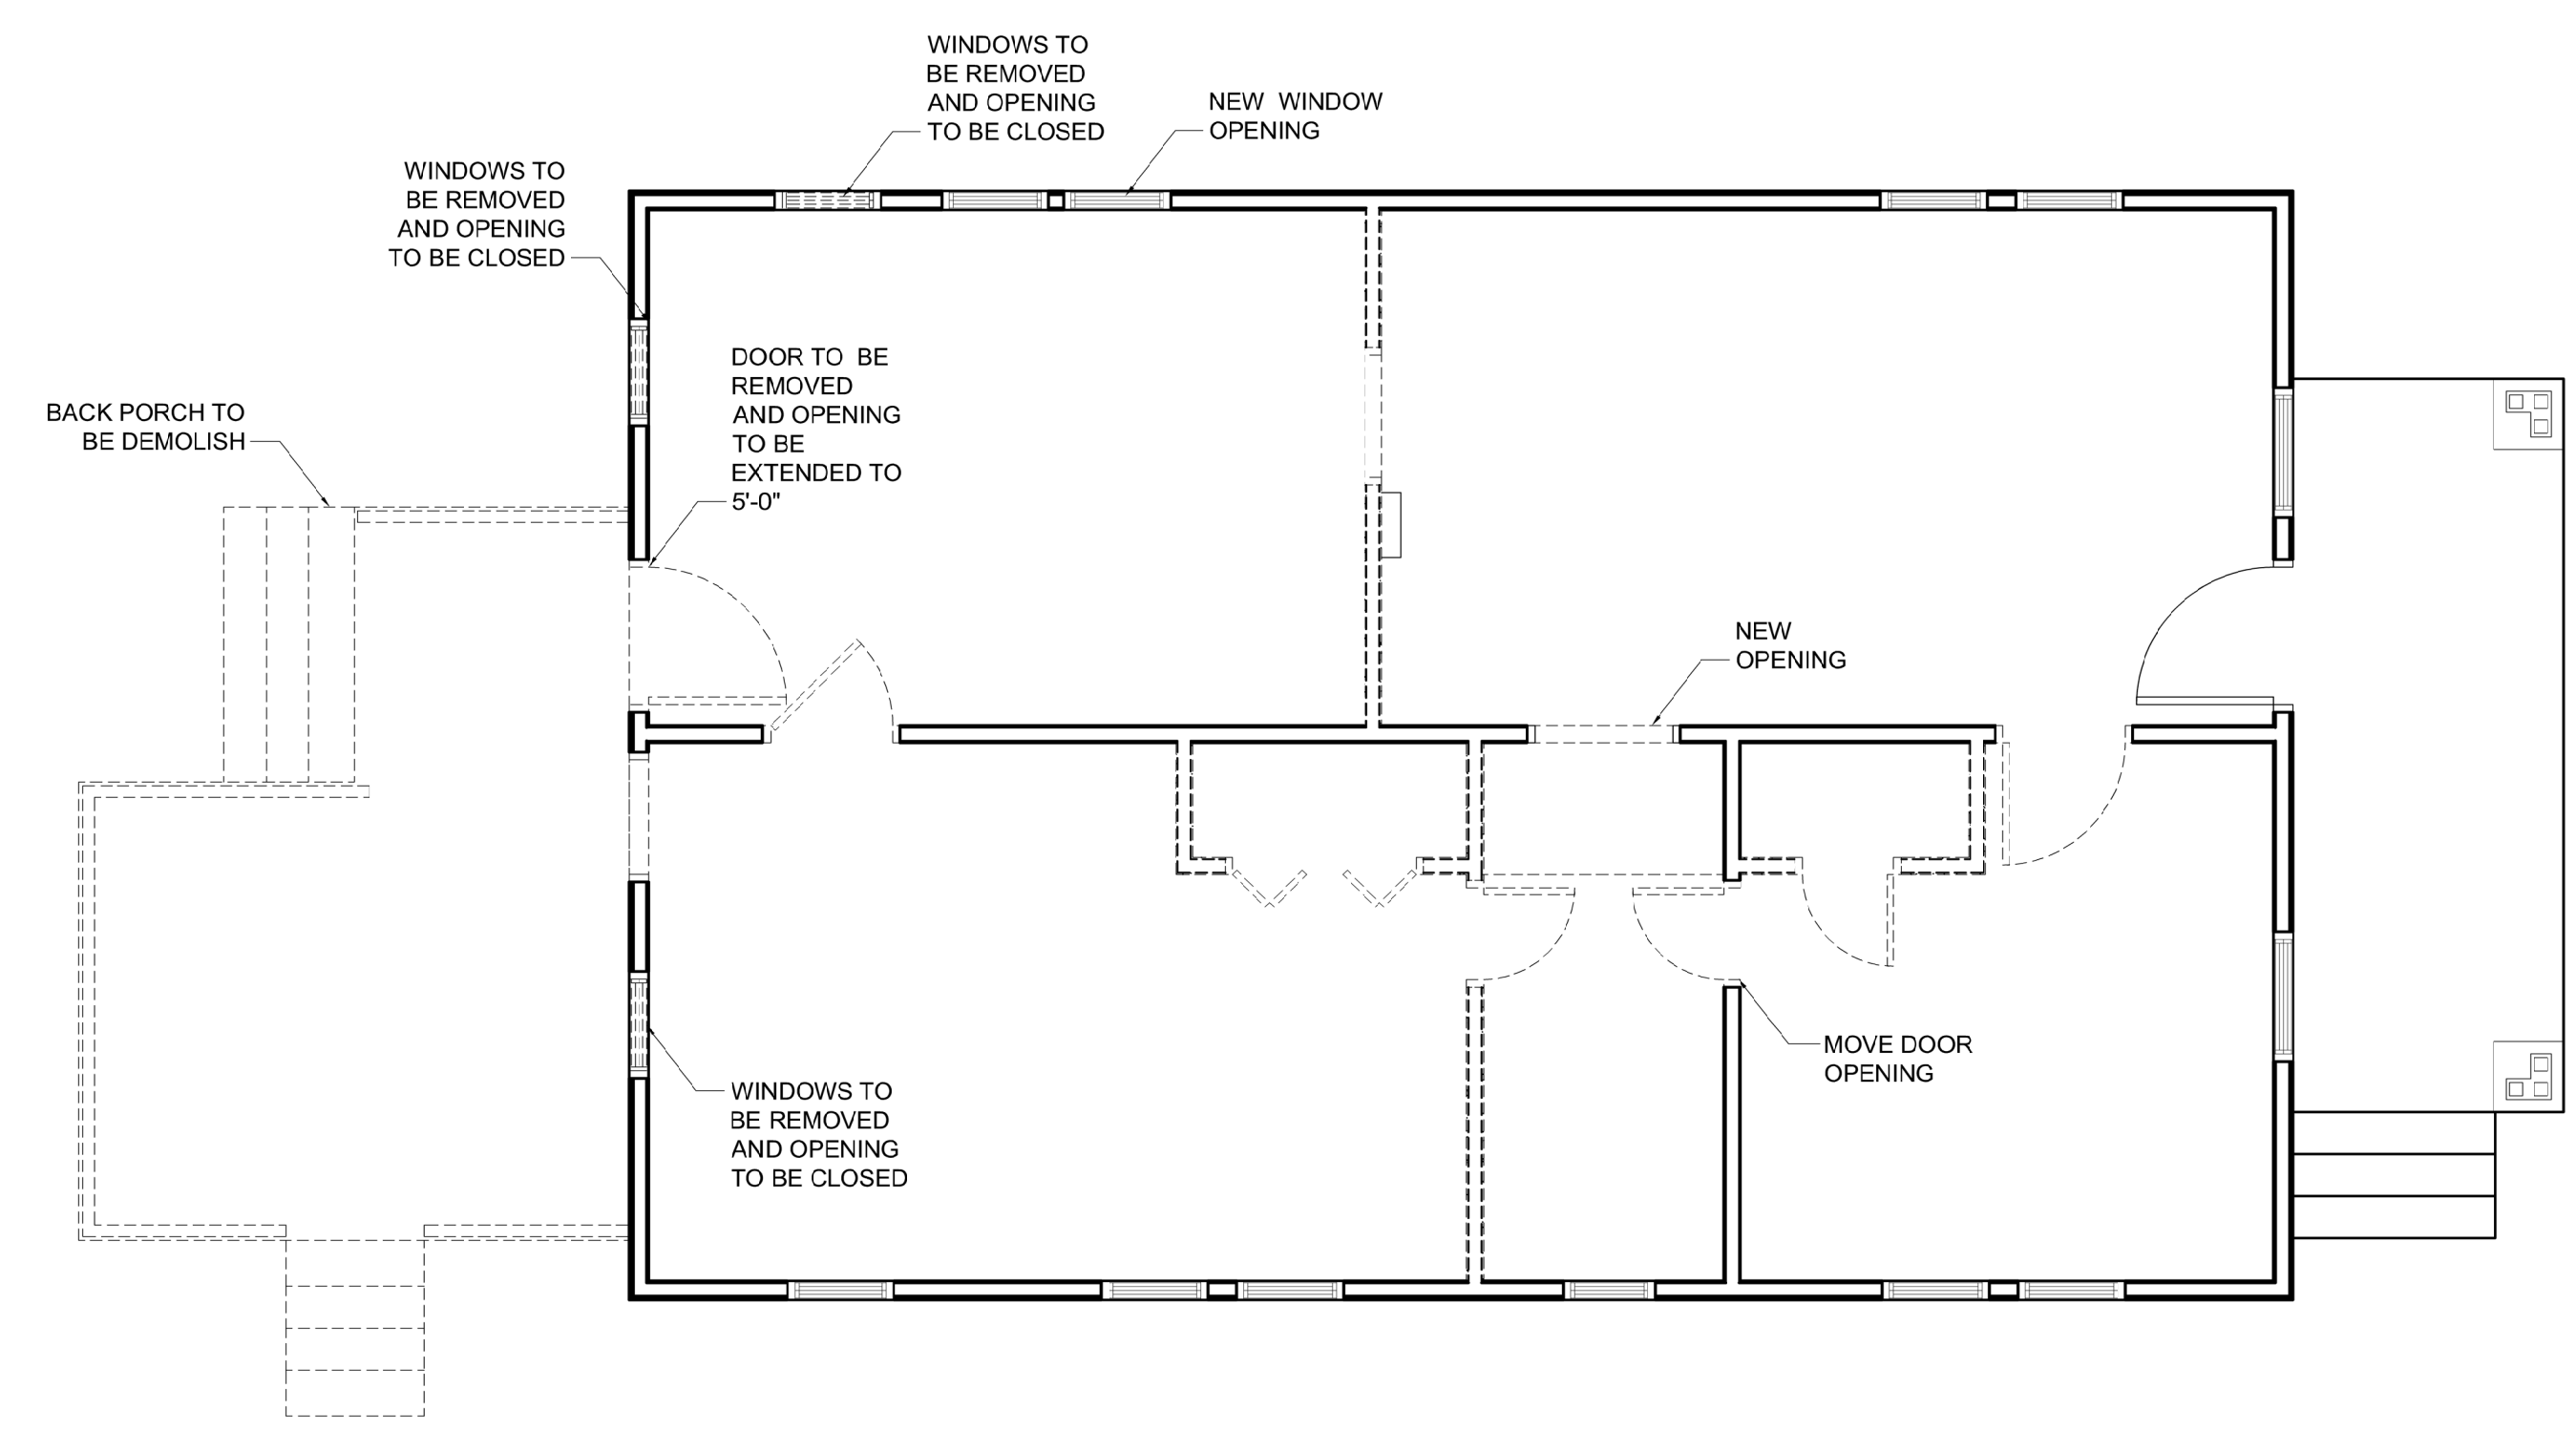 WINDOWS TO
BE REMOVED
AND OPENING
TO BE CLOSED
NEW WINDOW
OPENING
WINDOWS TO
BE REMOVED
AND OPENING
TO BE CLOSED
DOOR TO BE
REMOVED
AND OPENING
TO BE
EXTENDED TO
5'-0"
BACK PORCH TO
BE DEMOLISH
NEW
OPENING
MOVE DOOR
OPENING
WINDOWS TO
BE REMOVED
AND OPENING
TO BE CLOSED